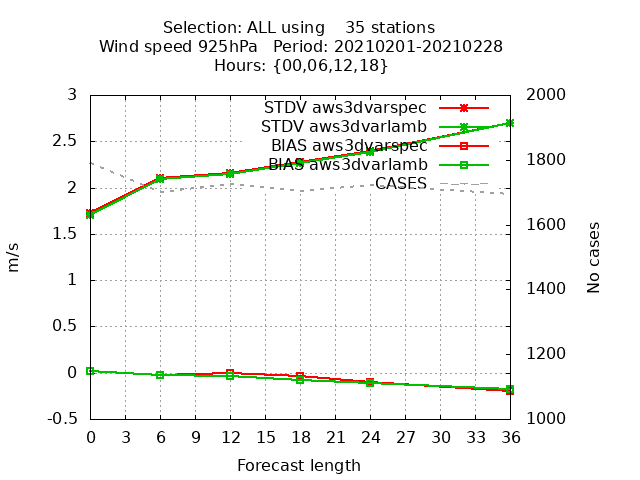 Selection: ALL using    35 stations
Wind speed 925hPa   Period: 20210201-20210228
Hours: {00,06,12,18}
3
2.5
2
1.5
1
0.5
0
-0.5
2000
1800
1600
1400
1200
1000
m/s
No cases
STDV aws3dvarspec
STDV aws3dvarlamb
BIAS aws3dvarspec
BIAS aws3dvarlamb
CASES
0 3 6 9 12 15 18 21 24 27 30 33 36
Forecast length